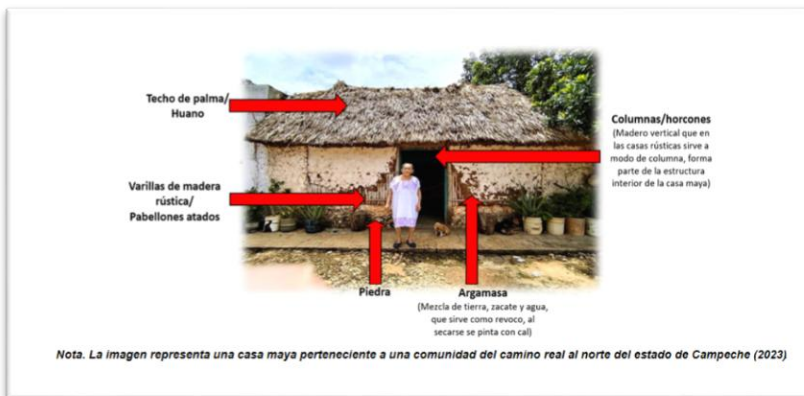 Techo de palma/
Huano
Varillas de madera
rústica/
Pabellones atados
Columnas/horcones
(Madero vertical que en
las casas rústicas sirve a
modo de columna, forma
parte de la estructura
interior de la casa maya)
Piedra
Argamasa
(Mezcla de tierra, zacate y agua,
que sirve como revoco, al
secarse se pinta con cal)
Nota. La imagen representa una casa maya perteneciente a una comunidad del camino real al norte del estado de Campeche (2023)